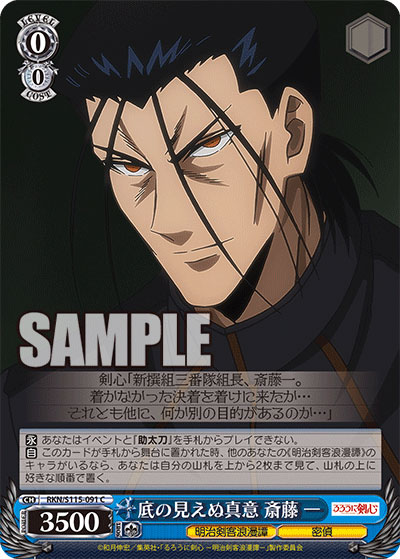 LEVEL
0
0
COST
SAMPLE
剣心「新撰組三番隊組長、斎藤一。
着がなかった決着を着けに来たか…
それとも他に、何か別の目的があるのか…」
永 あなたはイベントと「助太刀」を手札からプレイできない。
自 このカードが手札から舞台に置かれた時、他のあなたの《明治剣客浪漫譚》の
キャラがいるなら、あなたは自分の山札を上から2枚まで見て、山札の上に
好きな順番で置く。
CH RKN/S115-091 C
底の見えぬ真意 斎藤 一
るろうに剣心
3500
明治剣客浪漫譚
密偵
©和月伸宏/集英社・「るろうに剣心 -明治剣客浪漫譚-」製作委員会